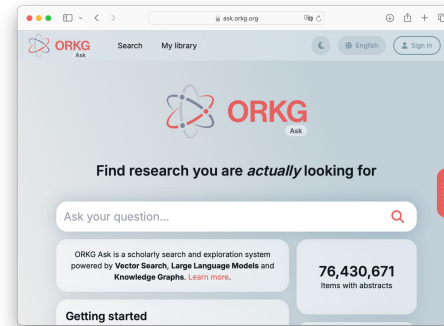 ask.orkg.org
ORKG
Ask
Search
My library
English
Sign in
ORKG
Ask
Find research you are actually looking for
Ask your question...
ORKG Ask is a scholarly search and exploration system
powered by Vector Search, Large Language Models and
Knowledge Graphs. Learn more.
76,430,671
Items with abstracts
Getting started